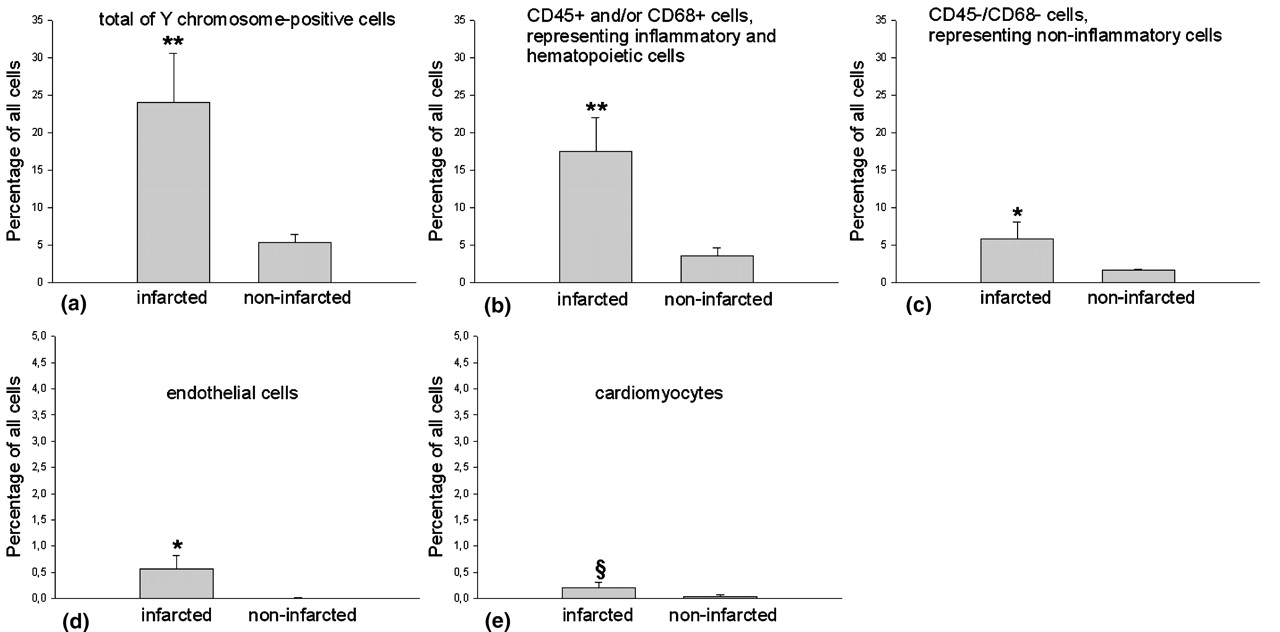 total of Y chromosome-positive cells
Percentage of all cells
35
30
25
20
15
10
5
0
**
infarcted
non-infarcted
(a)
CD45+ and/or CD68+ cells,
representing inflammatory and
hematopoietic cells
Percentage of all cells
35
30
25
20
15
10
5
0
**
infarcted
non-infarcted
(b)
CD45-/CD68- cells,
representing non-inflammatory cells
Percentage of all cells
35
30
25
20
15
10
5
0
*
infarcted
non-infarcted
(c)
endothelial cells
Percentage of all cells
5,0
4,5
4,0
3,5
3,0
2,5
2,0
1,5
1,0
0,5
0,0
*
infarcted
non-infarcted
(d)
cardiomyocytes
Percentage of all cells
5,0
4,5
4,0
3,5
3,0
2,5
2,0
1,5
1,0
0,5
0,0
§
infarcted
non-infarcted
(e)